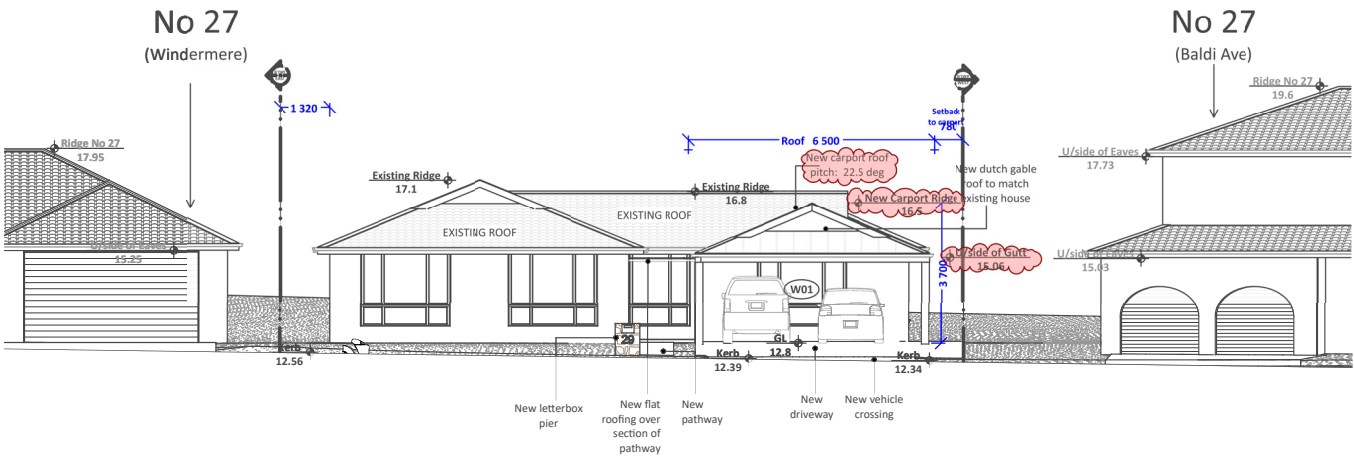 No 27
(Windermere)
No 27
(Baldi Ave)
1 320
Setback
to carport
780
Roof 6 500
Ridge No 27
19.6
Ridge No 27
17.95
New carport roof
pitch: 22.5 deg
U/side of Eaves
17.73
New dutch gable
roof to match
existing house
Existing Ridge
17.1
Existing Ridge
16.8
New Carport Ridge
16.5
EXISTING ROOF
EXISTING ROOF
U/side of Eaves
15.25
U/side of Gutt
15.06
U/side of Eaves
15.03
3 700
W01
29
GL
12.8
Kerb
12.56
Kerb
12.39
Kerb
12.34
New letterbox
pier
New flat
roofing over
section of
pathway
New
pathway
New
driveway
New vehicle
crossing